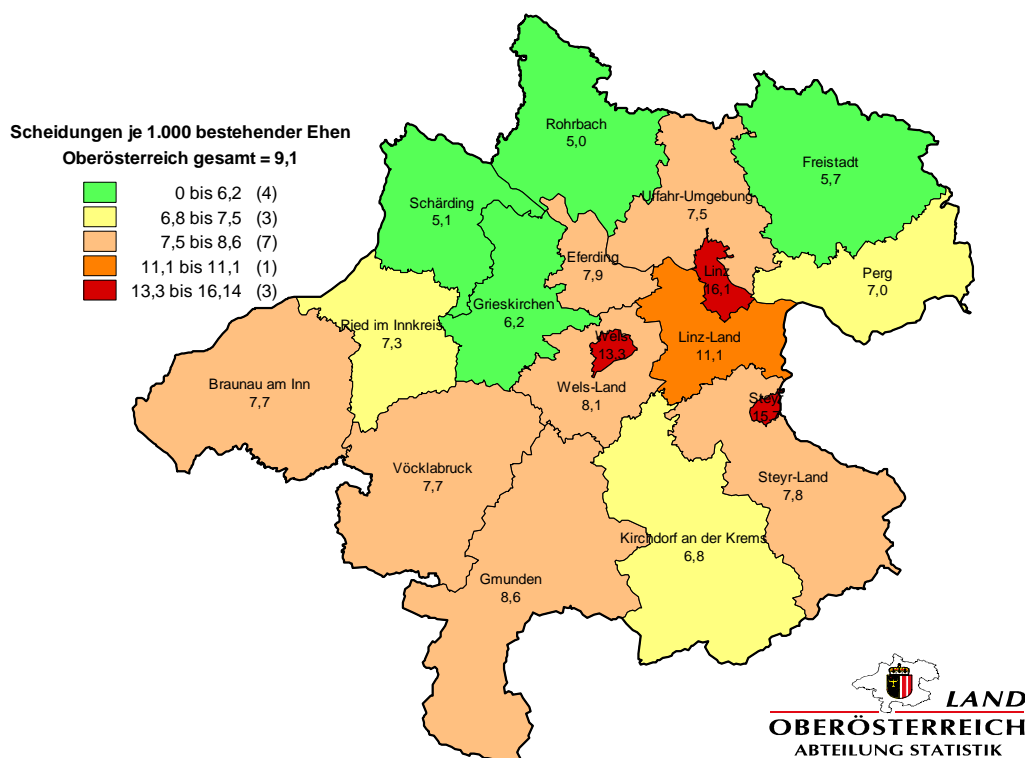 Scheidungen je 1.000 bestehender Ehen
Oberösterreich gesamt = 9,1
0 bis 6,2 (4)
6,8 bis 7,5 (3)
7,5 bis 8,6 (7)
11,1 bis 11,1 (1)
13,3 bis 16,14 (3)
Rohrbach
5,0
Freistadt
5,7
Urfahr-Umgebung
7,5
Schärding
5,1
Eferding
7,9
Linz
16,1
Perg
7,0
Grieskirchen
6,2
Ried im Innkreis
7,3
Wels
13,3
Linz-Land
11,1
Braunau am Inn
7,7
Wels-Land
8,1
Steyr
Vöcklabruck
7,7
Steyr-Land
7,8
Kirchdorf an der Krems
6,8
Gmunden
8,6
LAND
OBERÖSTERREICH
ABTEILUNG STATISTIK